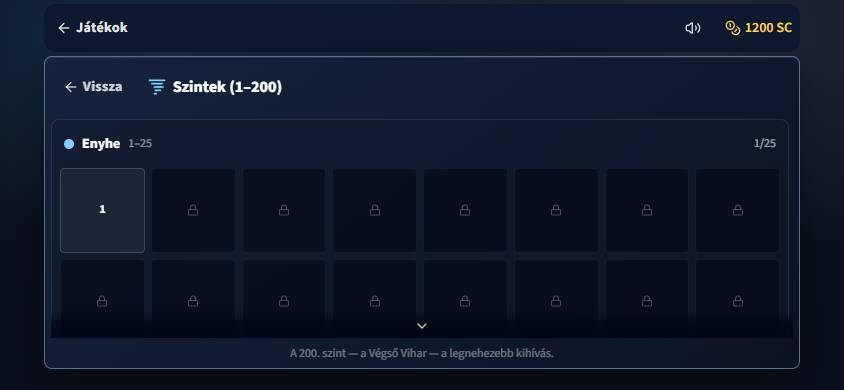 Játékok
1200 SC
Vissza
Szintek (1–200)
Enyhe 1–25
1/25
1
A 200. szint — a Végső Vihar — a legnehezebb kihívás.